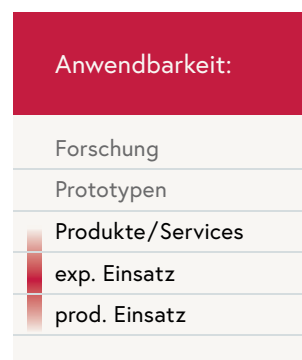 Anwendbarkeit:
Forschung
Prototypen
Produkte/Services
exp. Einsatz
prod. Einsatz